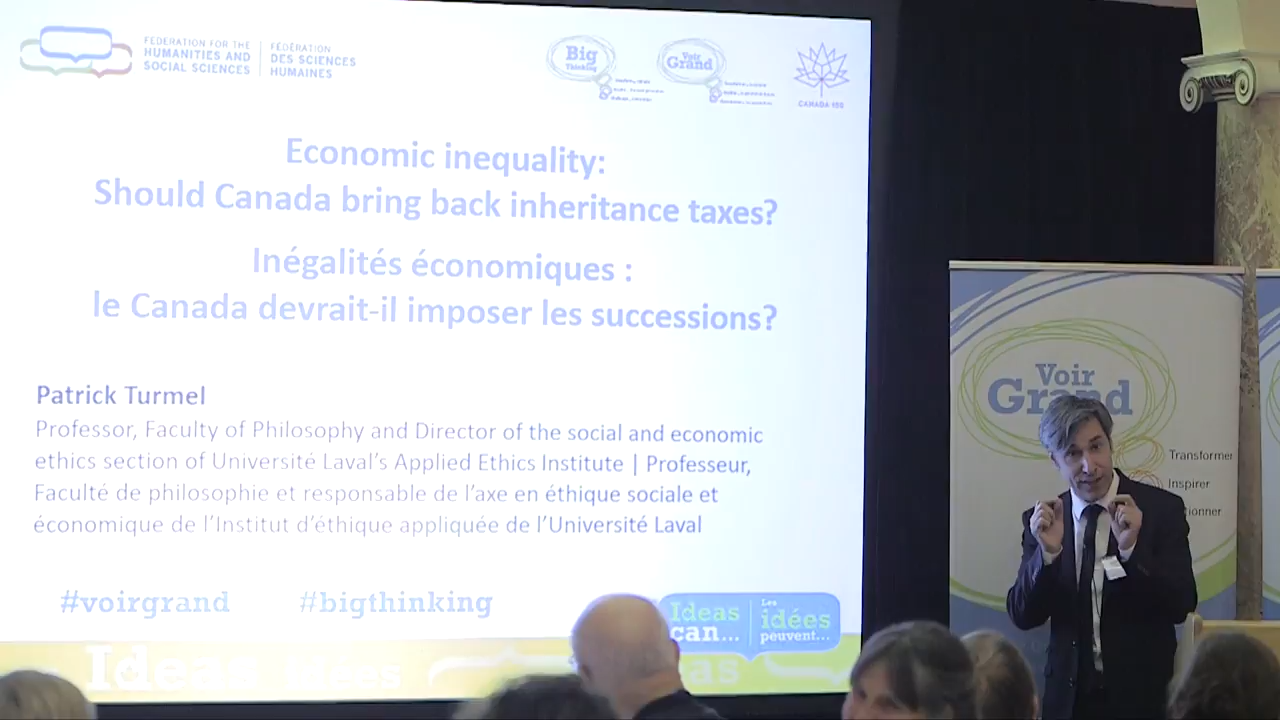 FEDERATION FOR THE
HUMANITIES AND
SOCIAL SCIENCES
FÉDÉRATION
DES SCIENCES
HUMAINES
Big
Thinking
Voir
Grand
CANADA 150
Economic inequality:
Should Canada bring back inheritance taxes?
Inégalités économiques :
le Canada devrait-il imposer les successions?
Patrick Turmel
Professor, Faculty of Philosophy and Director of the social and economic
ethics section of Université Laval's Applied Ethics Institute | Professeur,
Faculté de philosophie et responsable de l'axe en éthique sociale et
économique de l'Institut d'éthique appliquée de l'Université Laval
#voirgrand
#bigthinking
Ideas
can...
Les
idées
peuvent...
Ideas
Voir
Grand
Transformer
Inspirer